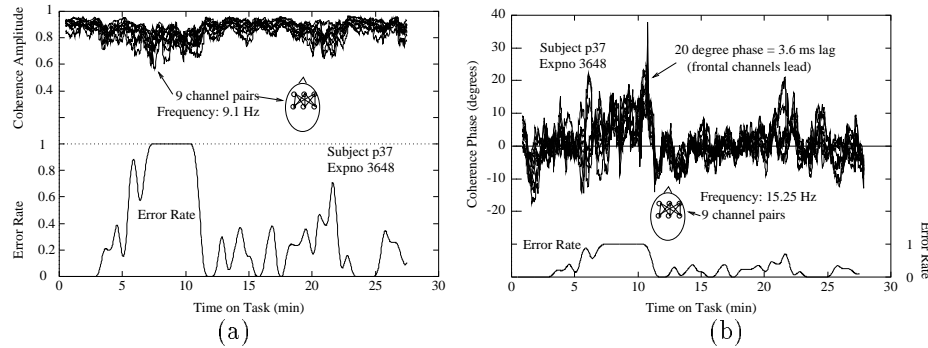 Coherence Amplitude
1
0.8
0.6
0.4
9 channel pairs
Frequency: 9.1 Hz
Error Rate
1
0.8
0.6
0.4
0.2
0
Subject p37
Expno 3648
Error Rate
0 5 10 15 20 25 30
Time on Task (min)
(a)
Coherence Phase (degrees)
40
30
20
10
0
-10
-20
Subject p37
Expno 3648
20 degree phase = 3.6 ms lag
(frontal channels lead)
Frequency: 15.25 Hz
9 channel pairs
Error Rate
1
0
Error Rate
0 5 10 15 20 25 30
Time on Task (min)
(b)